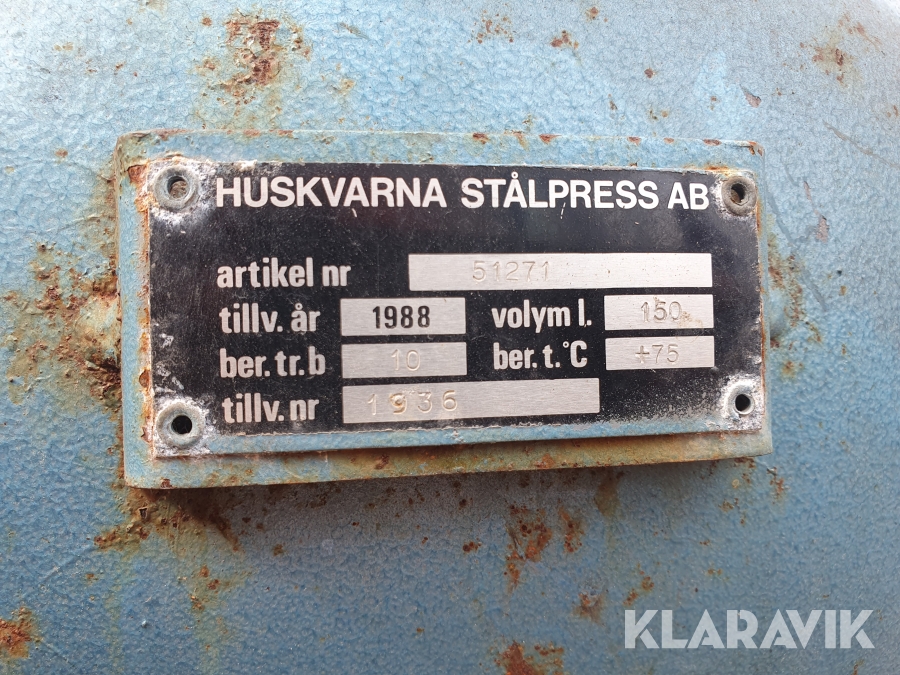 HUSKVARNA STÅLPRESS AB
artikel nr 51271
tillv. år 1988 volym l. 150
ber. tr. b 10 ber. t. °C +75
tillv. nr 1936
KLARAVIK